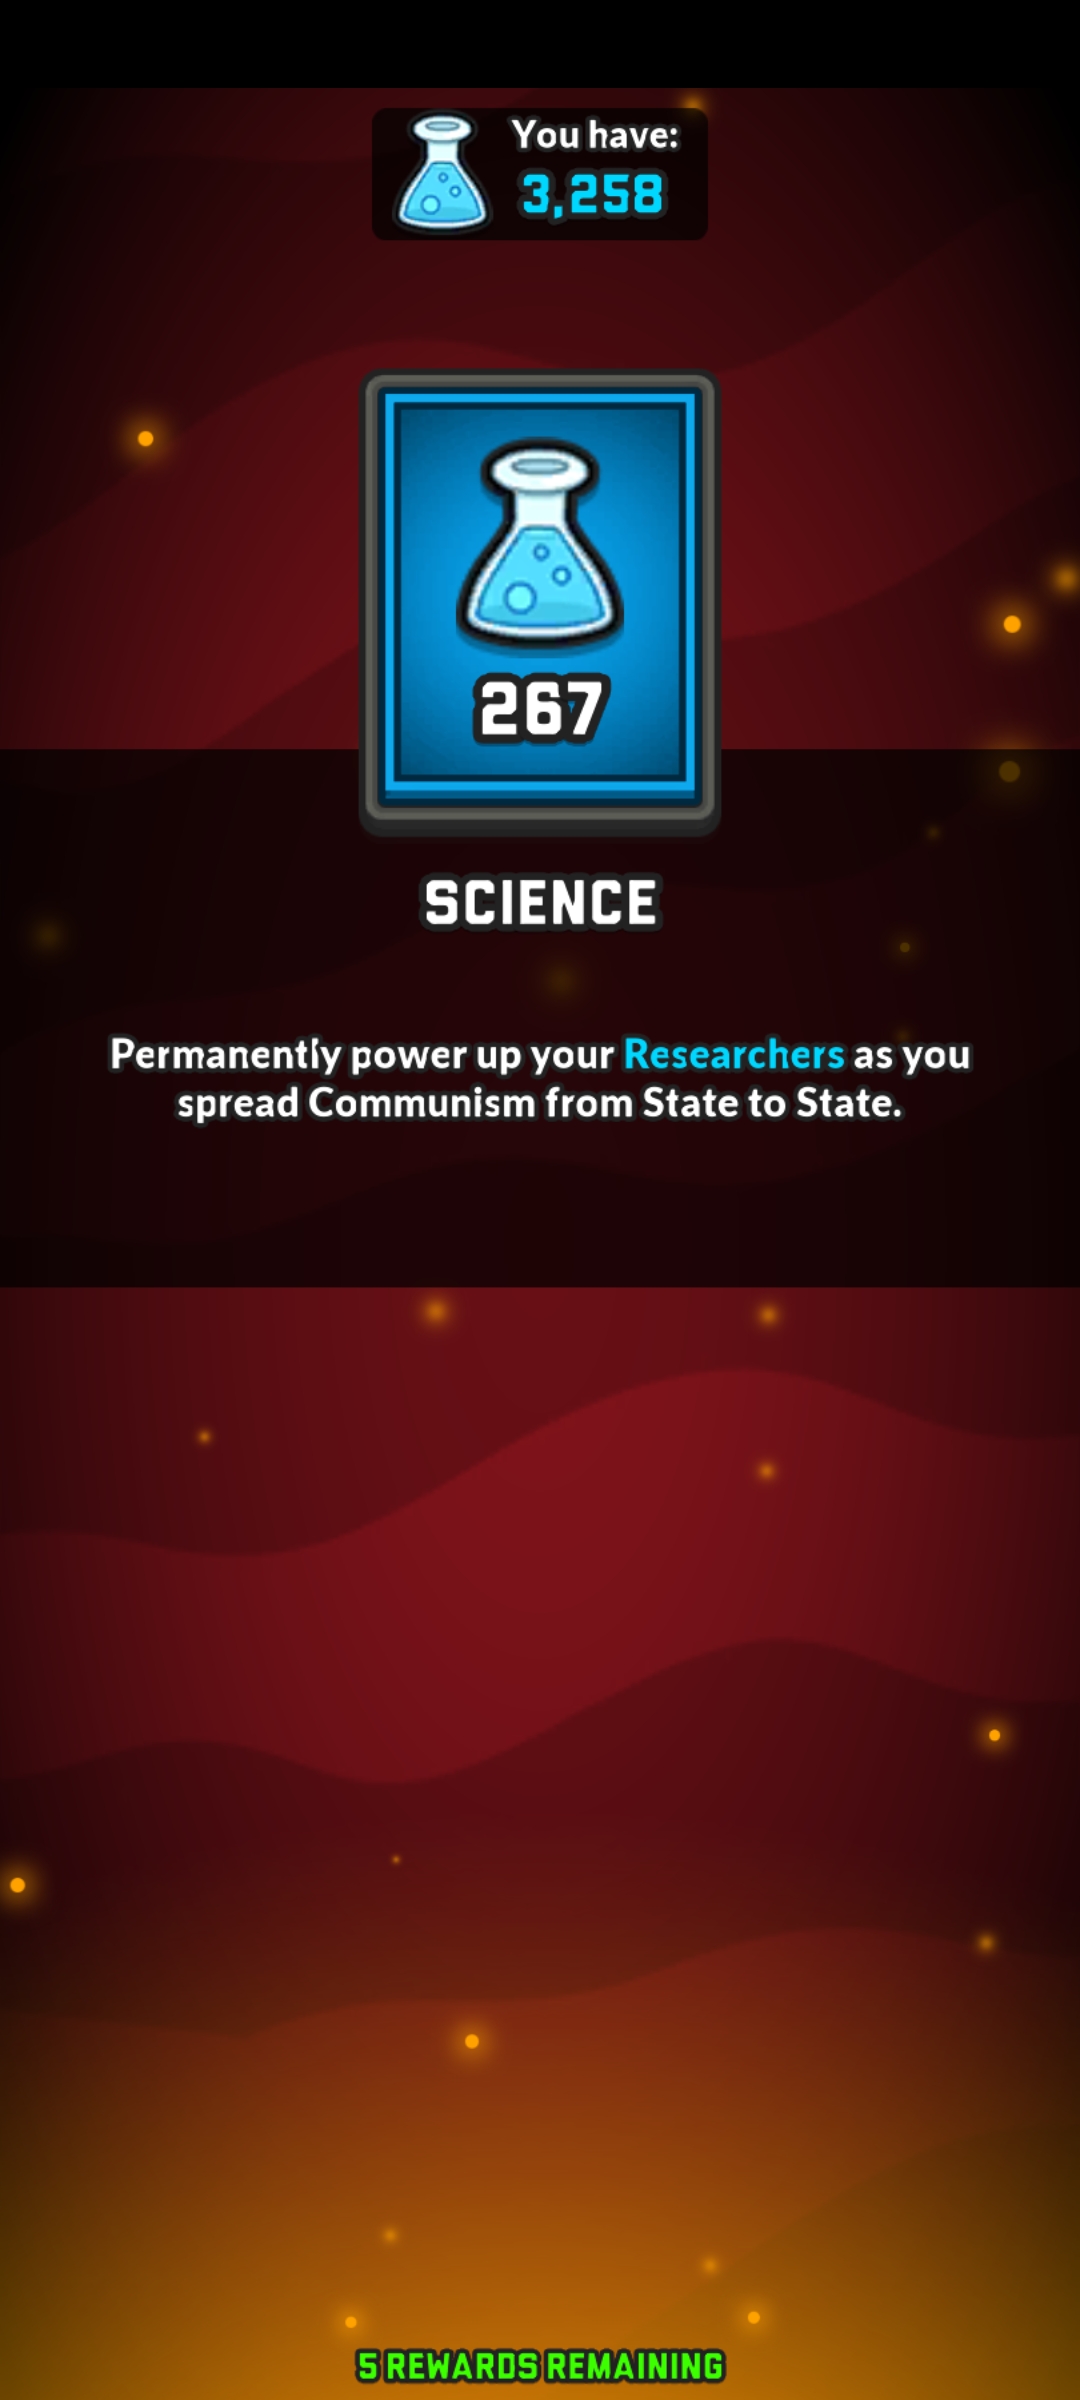 You have:
3,258
267
SCIENCE
Permanently power up your Researchers as you
spread Communism from State to State.
5 REWARDS REMAINING